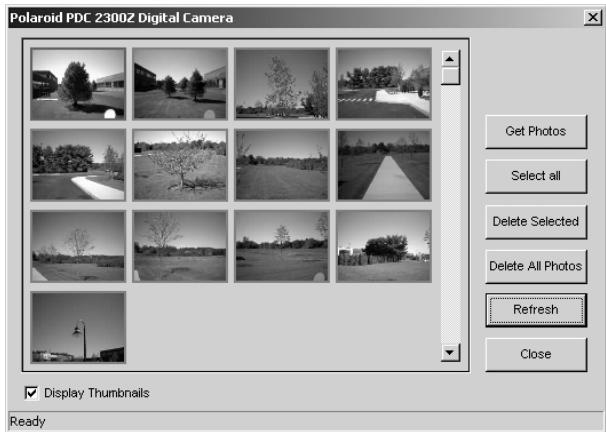 Polaroid PDC 2300Z Digital Camera
Get Photos
Select all
Delete Selected
Delete All Photos
Refresh
Close
Display Thumbnails
Ready